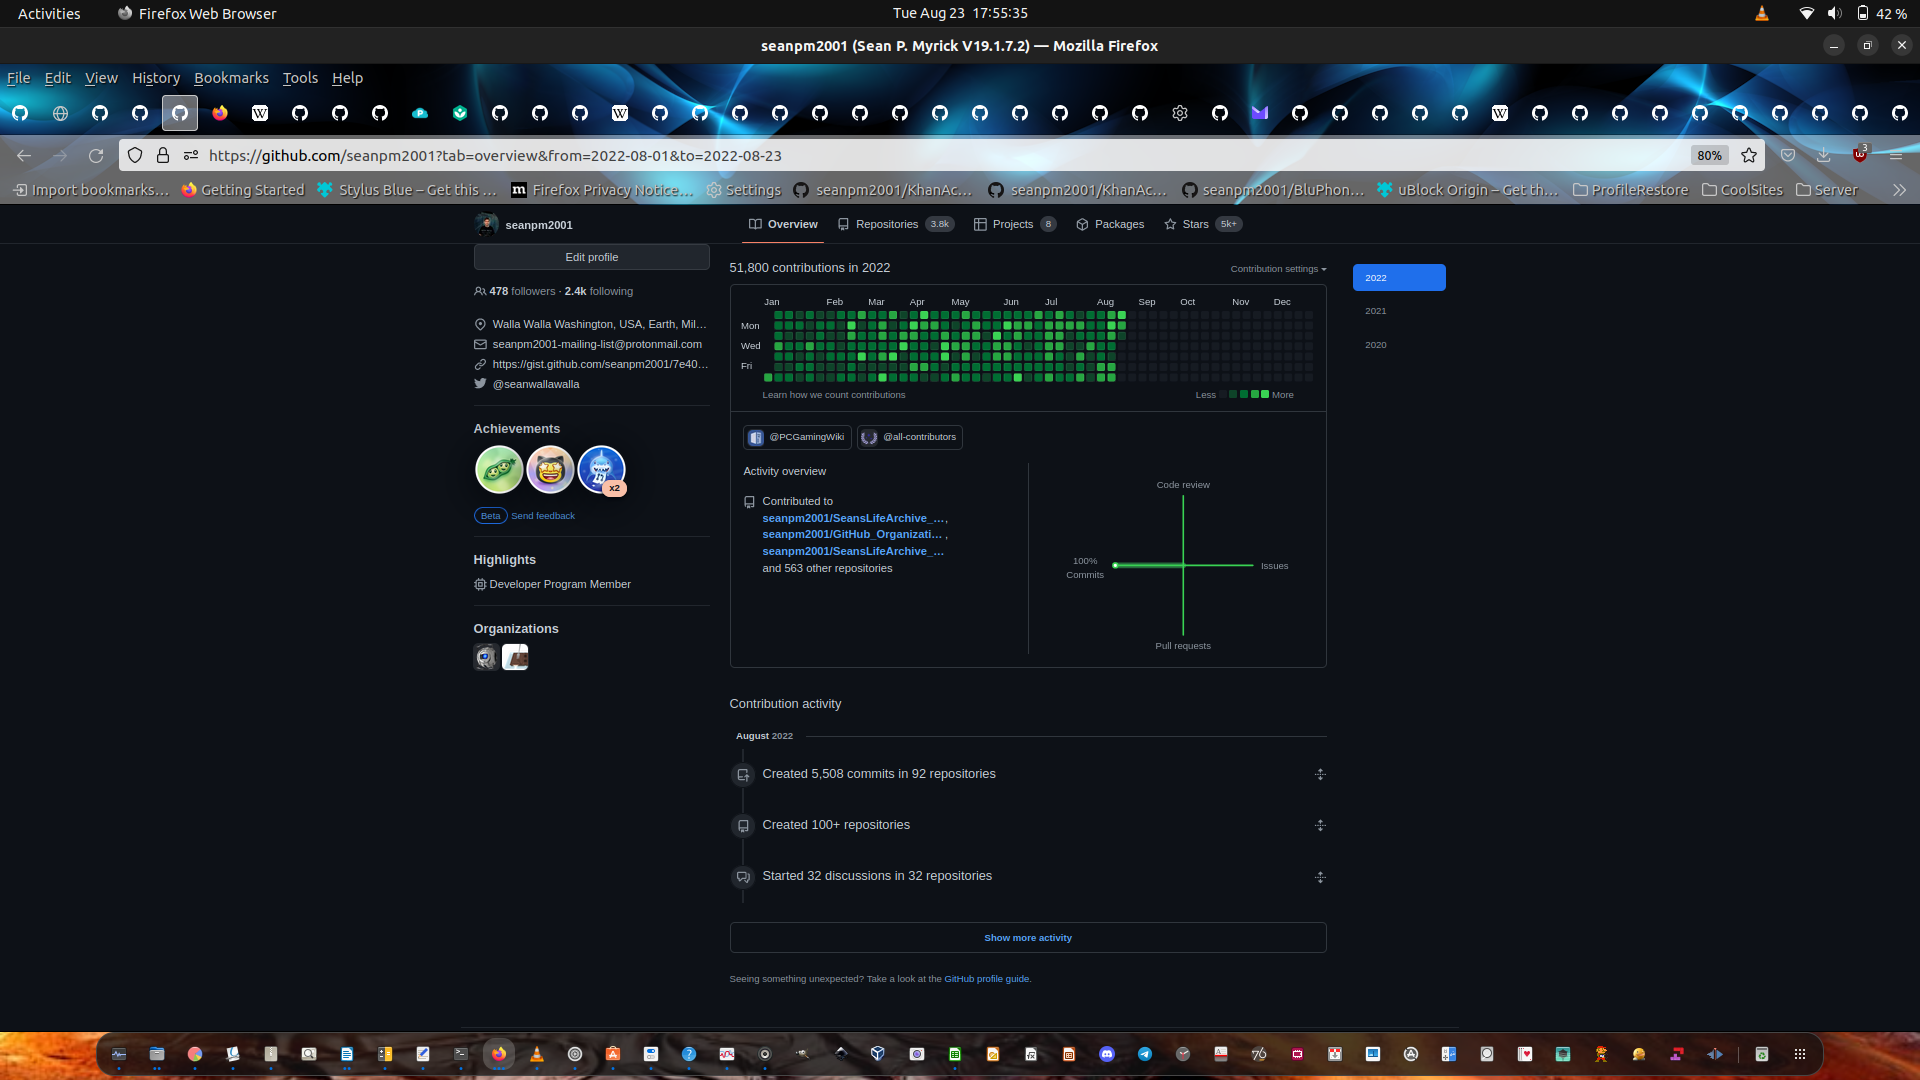 Activities
Firefox Web Browser
Tue Aug 23 17:55:35
42 %
seanpm2001 (Sean P. Myrick V19.1.7.2) — Mozilla Firefox
File Edit View History Bookmarks Tools Help
https://github.com/seanpm2001?tab=overview&from=2022-08-01&to=2022-08-23
80%
3
Import bookmarks…
Getting Started
Stylus Blue – Get this …
Firefox Privacy Notice…
Settings
seanpm2001/KhanAc…
seanpm2001/KhanAc…
seanpm2001/BluPhon…
uBlock Origin – Get th…
ProfileRestore
CoolSites
Server
seanpm2001
Overview
Repositories 3.8k
Projects 8
Packages
Stars 5k+
Edit profile
478 followers · 2.4k following
Walla Walla Washington, USA, Earth, Mil…
seanpm2001-mailing-list@protonmail.com
https://gist.github.com/seanpm2001/7e40…
@seanwallawalla
Achievements
x2
Beta Send feedback
Highlights
Developer Program Member
Organizations
51,800 contributions in 2022
Contribution settings
2022
2021
2020
Jan Feb Mar Apr May Jun Jul Aug Sep Oct Nov Dec
Mon
Wed
Fri
Learn how we count contributions
Less More
@PCGamingWiki
@all-contributors
Activity overview
Contributed to
seanpm2001/SeansLifeArchive_…,
seanpm2001/GitHub_Organizati… ,
seanpm2001/SeansLifeArchive_…
and 563 other repositories
Code review
100%
Commits
Issues
Pull requests
Contribution activity
August 2022
Created 5,508 commits in 92 repositories
Created 100+ repositories
Started 32 discussions in 32 repositories
Show more activity
Seeing something unexpected? Take a look at the GitHub profile guide.